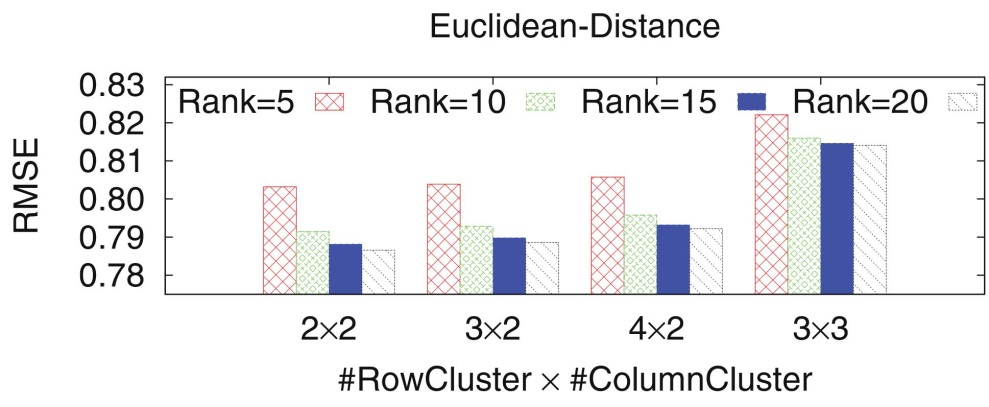 Euclidean-Distance
0.83
Rank=5 Rank=10 Rank=15 Rank=20
0.82
0.81
0.80
0.79
0.78
RMSE
2×2 3×2 4×2 3×3
#RowCluster × #ColumnCluster